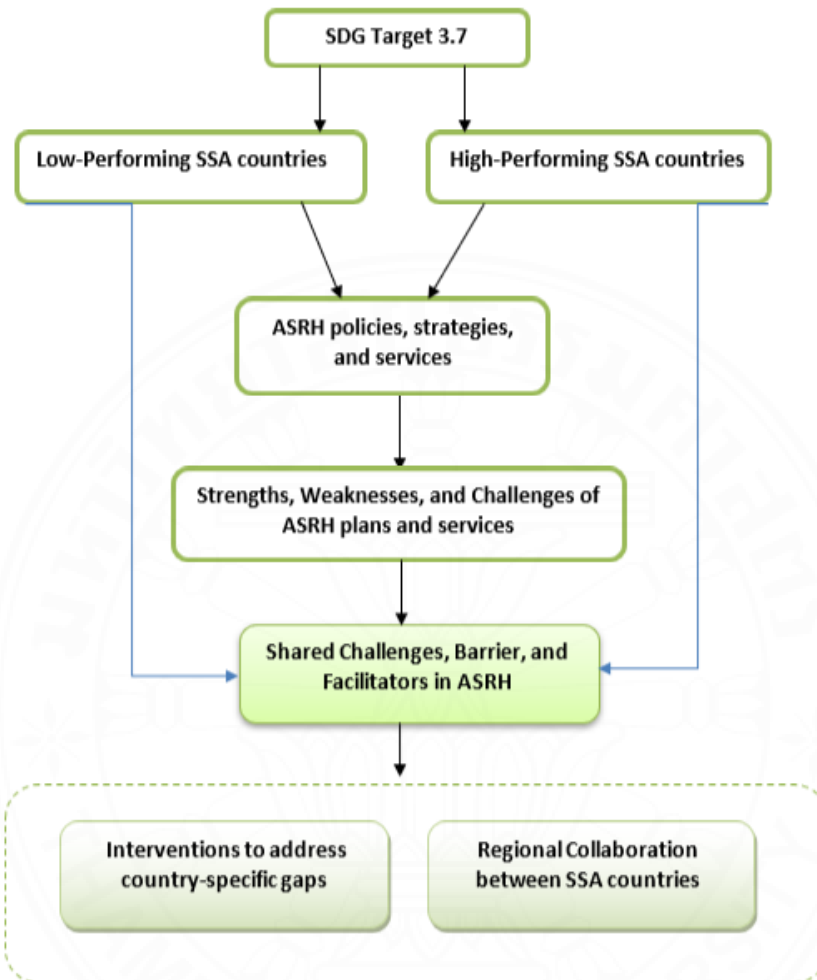 SDG Target 3.7
Low-Performing SSA countries
High-Performing SSA countries
ASRH policies, strategies,
and services
Strengths, Weaknesses, and Challenges of
ASRH plans and services
Shared Challenges, Barrier, and
Facilitators in ASRH
Interventions to address
country-specific gaps
Regional Collaboration
between SSA countries